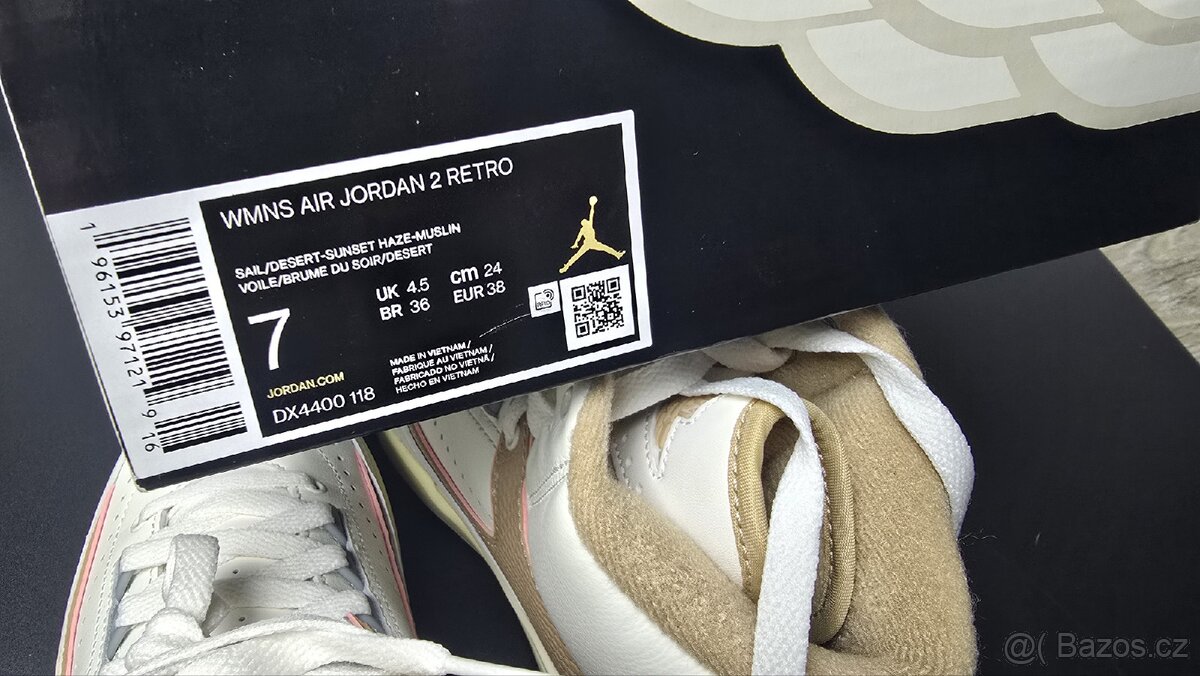 WMNS AIR JORDAN 2 RETRO
SAIL/DESERT-SUNSET HAZE-MUSLIN
VOILE/BRUME DU SOIR/DESERT
7
UK 4.5 cm 24
BR 36 EUR 38
JORDAN.COM
DX4400 118
MADE IN VIETNAM /
FABRIQUE AU VIETNAM /
FABRICADO NO VIETNÃ /
HECHO EN VIETNAM
1 96153 97121 9 16
@( Bazos.cz